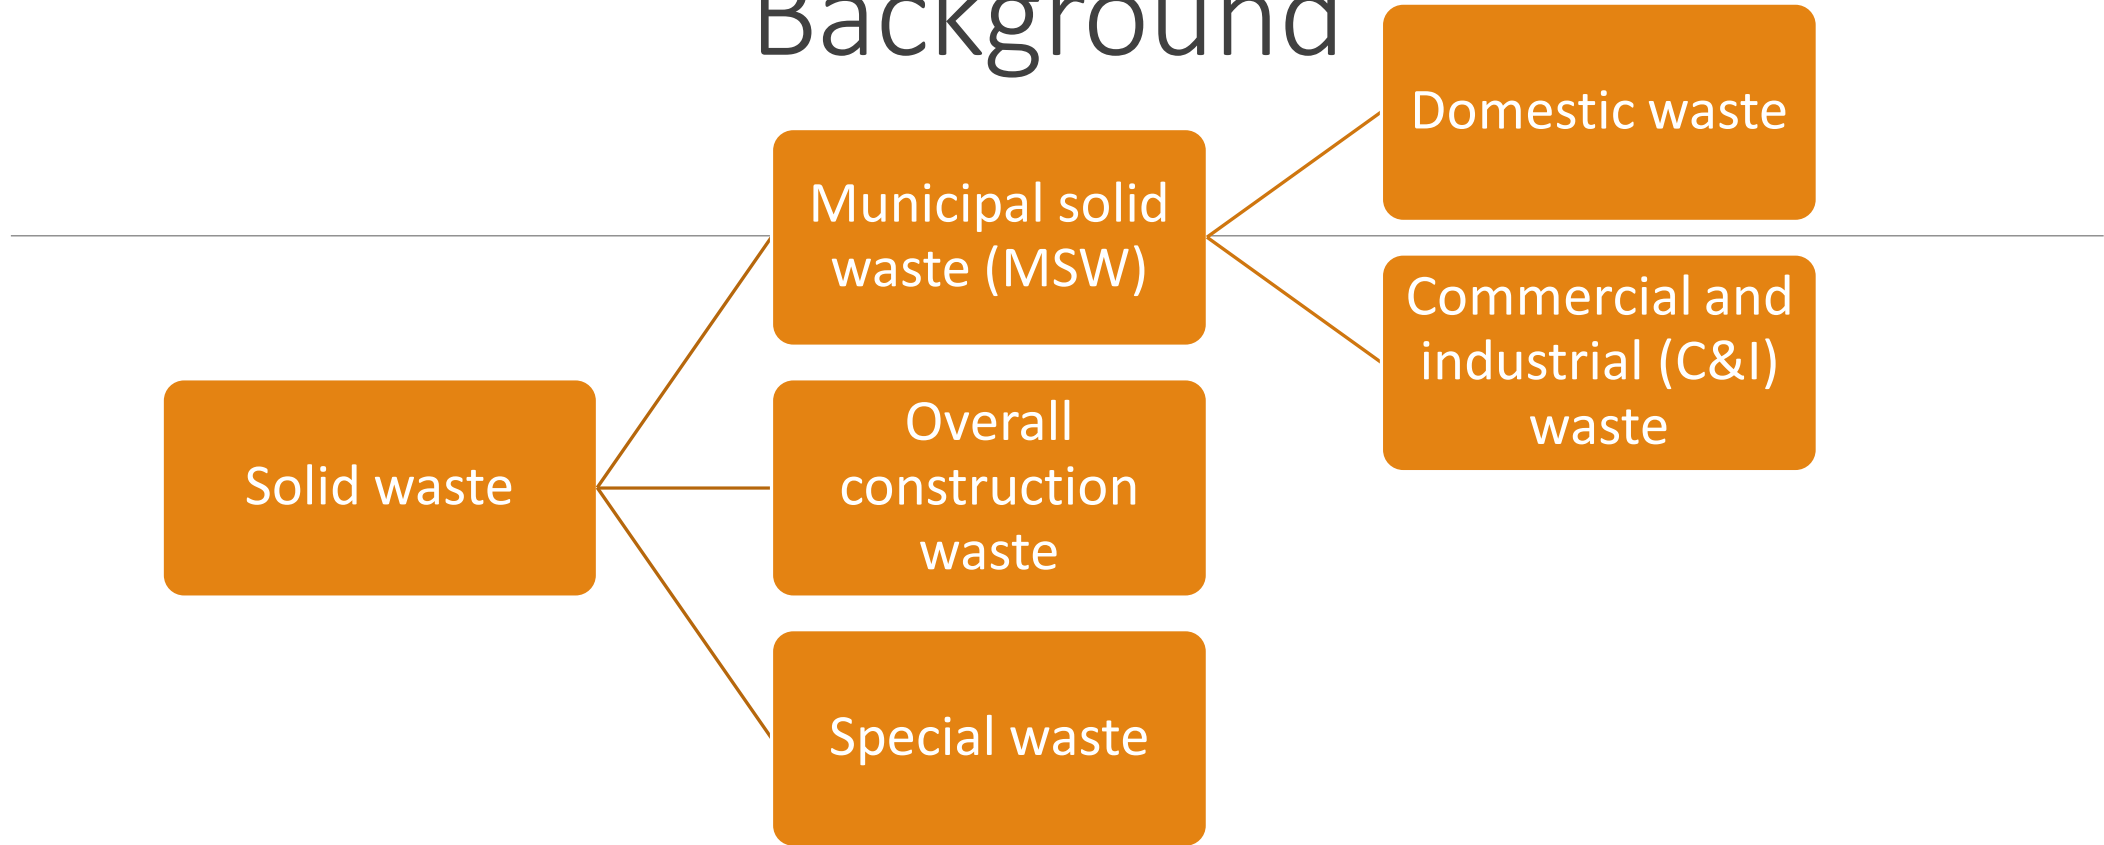 Background
Domestic waste
Municipal solid
waste (MSW)
Commercial and
industrial (C&I)
waste
Solid waste
Overall
construction
waste
Special waste